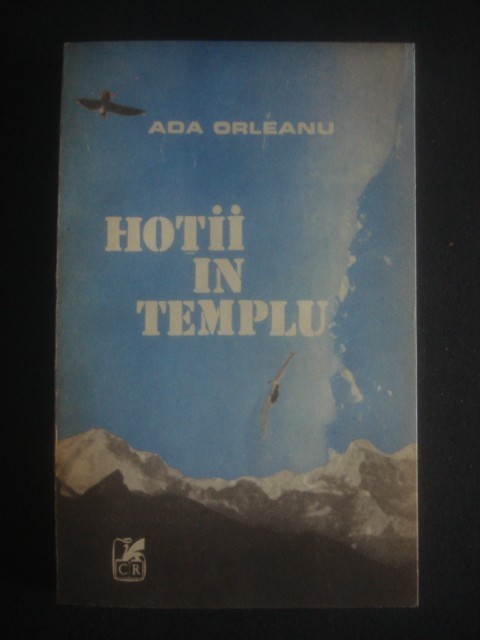 ADA ORLEANU
HOȚii
IN
TEMPLU
CR